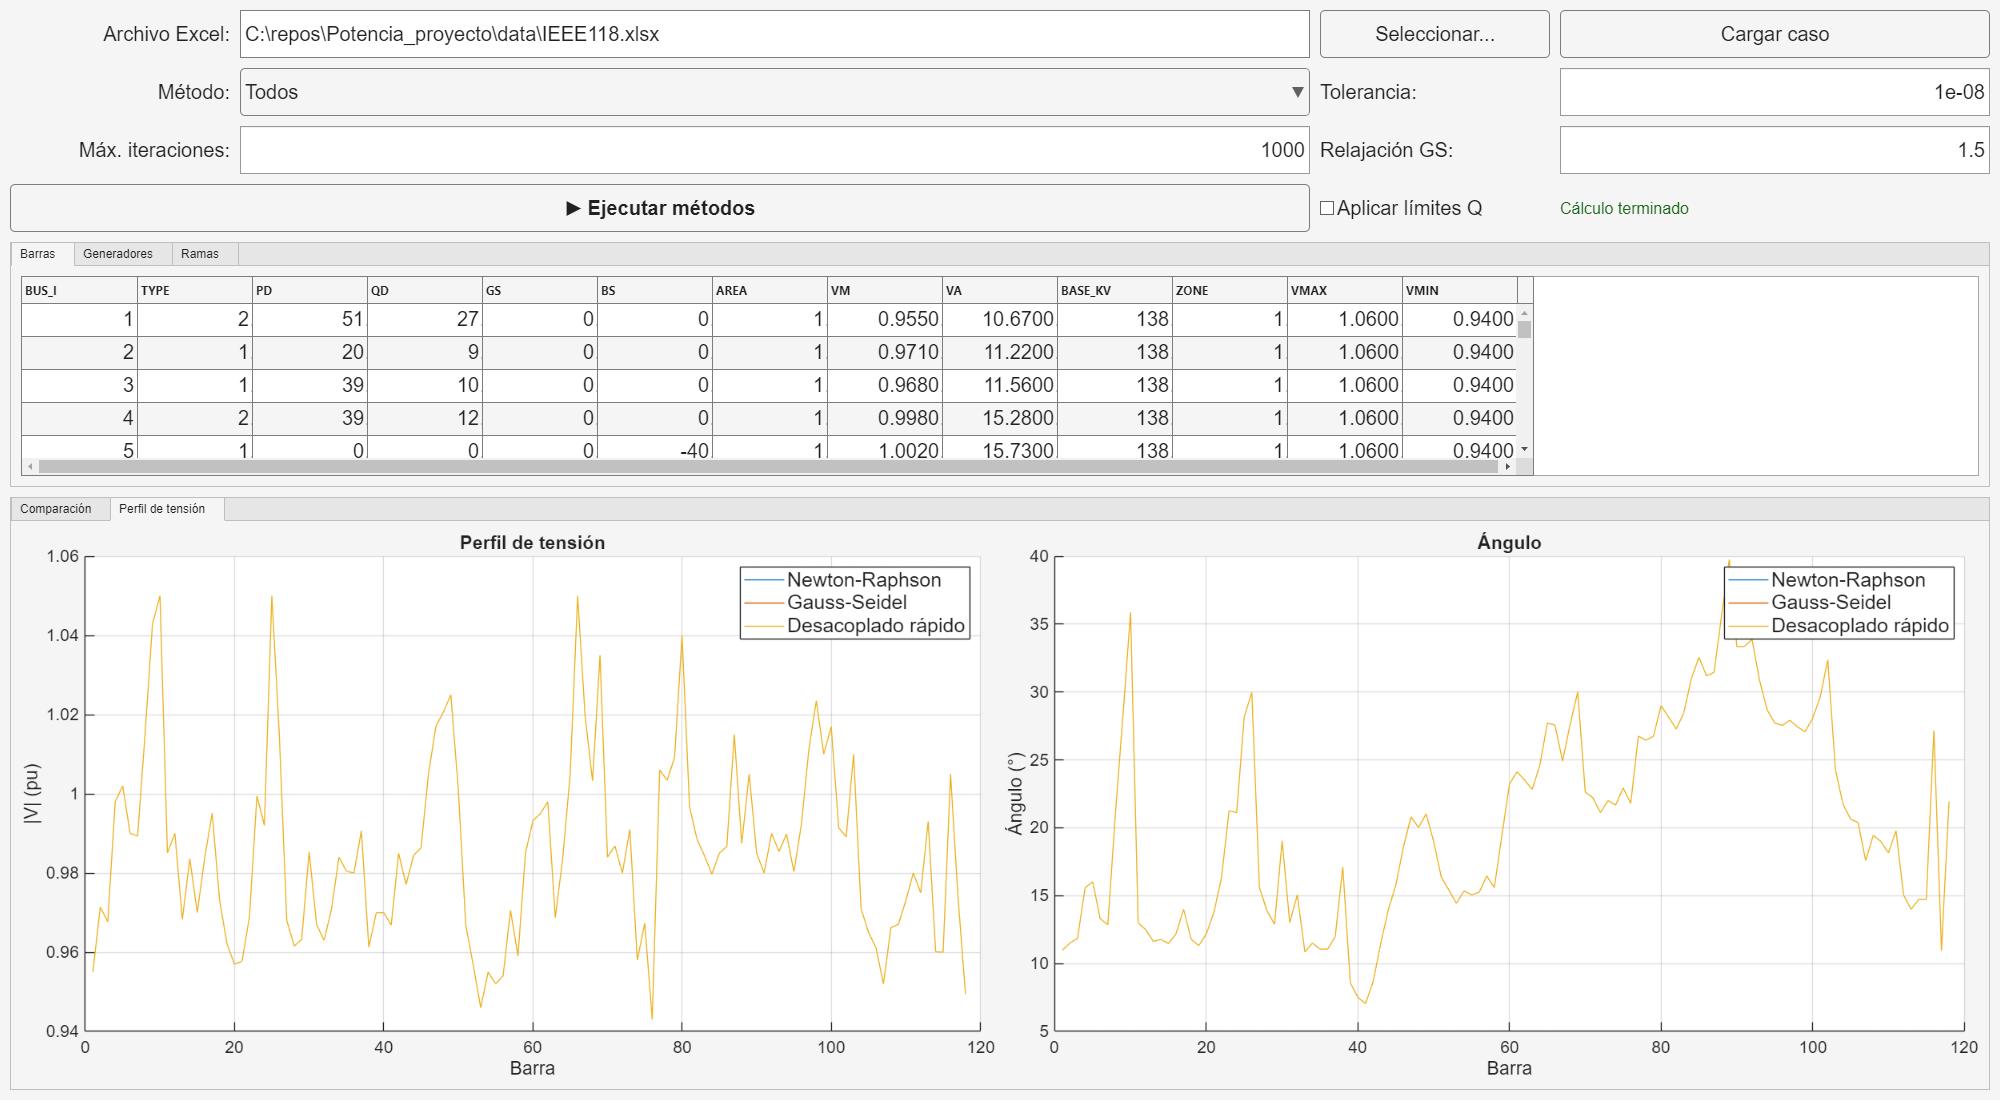 Archivo Excel: C:\repos\Potencia_proyecto\data\IEEE118.xlsx Seleccionar... Cargar caso
Método: Todos Tolerancia: 1e-08
Máx. iteraciones: 1000 Relajación GS: 1.5
▶ Ejecutar métodos Aplicar límites Q Cálculo terminado
Barras Generadores Ramas
BUS_I TYPE PD QD GS BS AREA VM VA BASE_KV ZONE VMAX VMIN
1 2 51 27 0 0 1 0.9550 10.6700 138 1 1.0600 0.9400
2 1 20 9 0 0 1 0.9710 11.2200 138 1 1.0600 0.9400
3 1 39 10 0 0 1 0.9680 11.5600 138 1 1.0600 0.9400
4 2 39 12 0 0 1 0.9980 15.2800 138 1 1.0600 0.9400
5 1 0 0 0 -40 1 1.0020 15.7300 138 1 1.0600 0.9400
Comparación Perfil de tensión
Perfil de tensión
1.06
1.04
1.02
1
0.98
0.96
0.94
|V| (pu)
Newton-Raphson
Gauss-Seidel
Desacoplado rápido
0 20 40 60 80 100 120
Barra
Ángulo
40
35
30
25
20
15
10
5
Ángulo (°)
Newton-Raphson
Gauss-Seidel
Desacoplado rápido
0 20 40 60 80 100 120
Barra